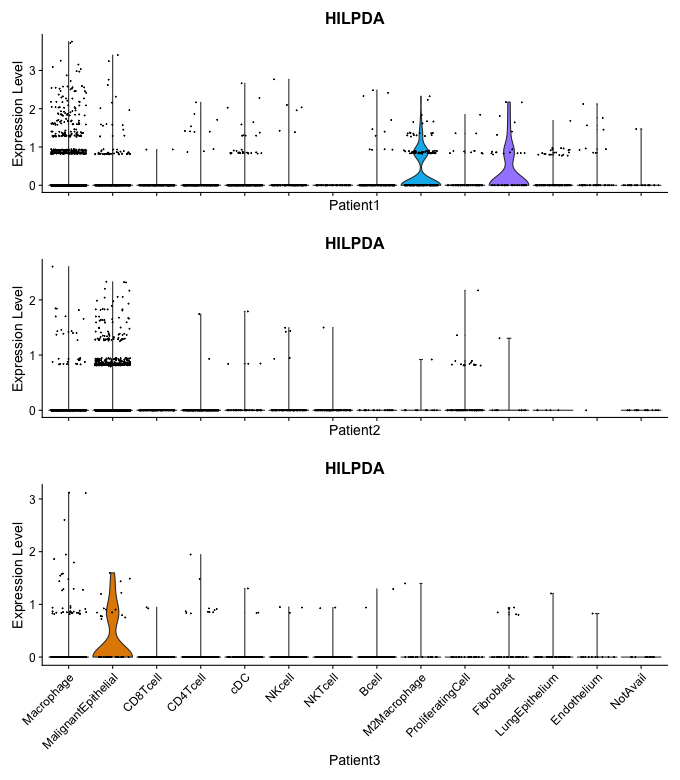 HILPDA
Expression Level
3
2
1
0
Patient1
HILPDA
Expression Level
2
1
0
Patient2
HILPDA
Expression Level
3
2
1
0
Macrophage
MalignantEpithelial
CD8Tcell
CD4Tcell
cDC
NKcell
NKTcell
Bcell
M2Macrophage
ProliferatingCell
Fibroblast
LungEpithelium
Endothelium
NotAvail
Patient3